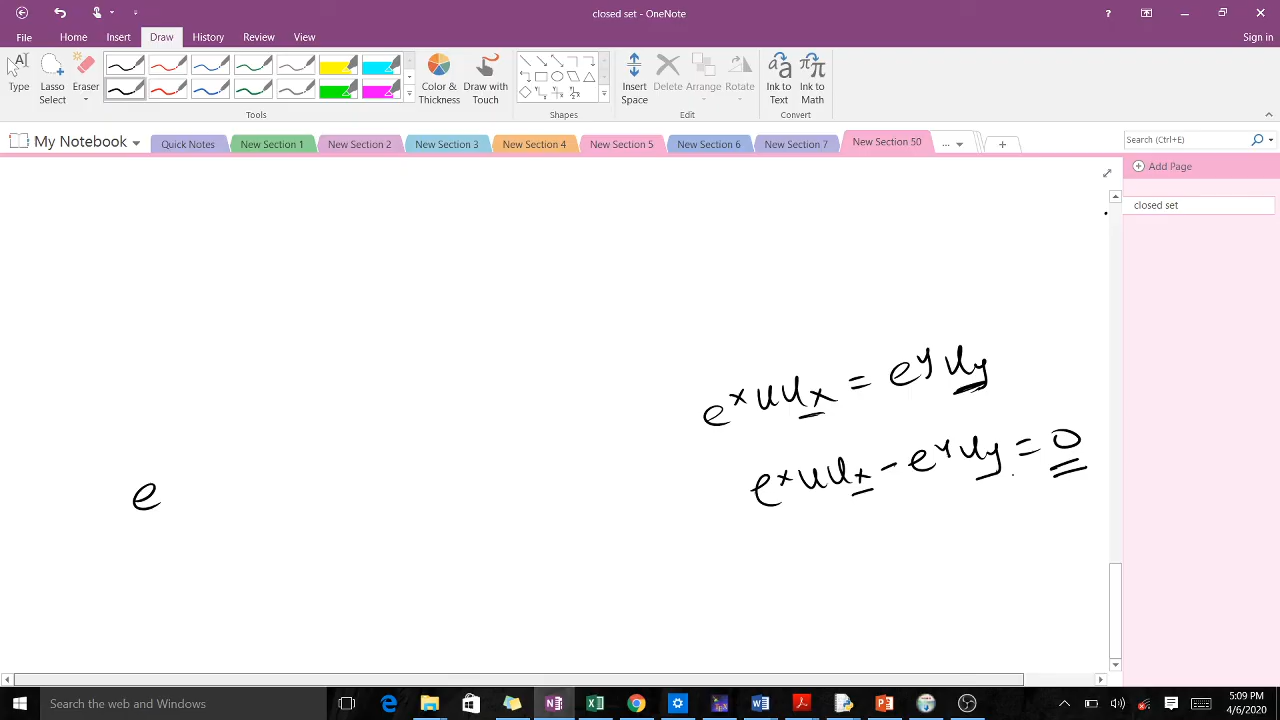 closed set - OneNote
File Home Insert Draw History Review View Sign in
Type Lasso Select Eraser Color & Thickness Draw with Touch Insert Space Delete Arrange Rotate Ink to Text Ink to Math
Tools Shapes Edit Convert
My Notebook Quick Notes New Section 1 New Section 2 New Section 3 New Section 4 New Section 5 New Section 6 New Section 7 New Section 50 ... Search (Ctrl+E)
Add Page
closed set
e^x u u_x = e^y u_y
e^x u u_x - e^y u_y = 0
e
Search the web and Windows
5:09 PM
4/6/2020